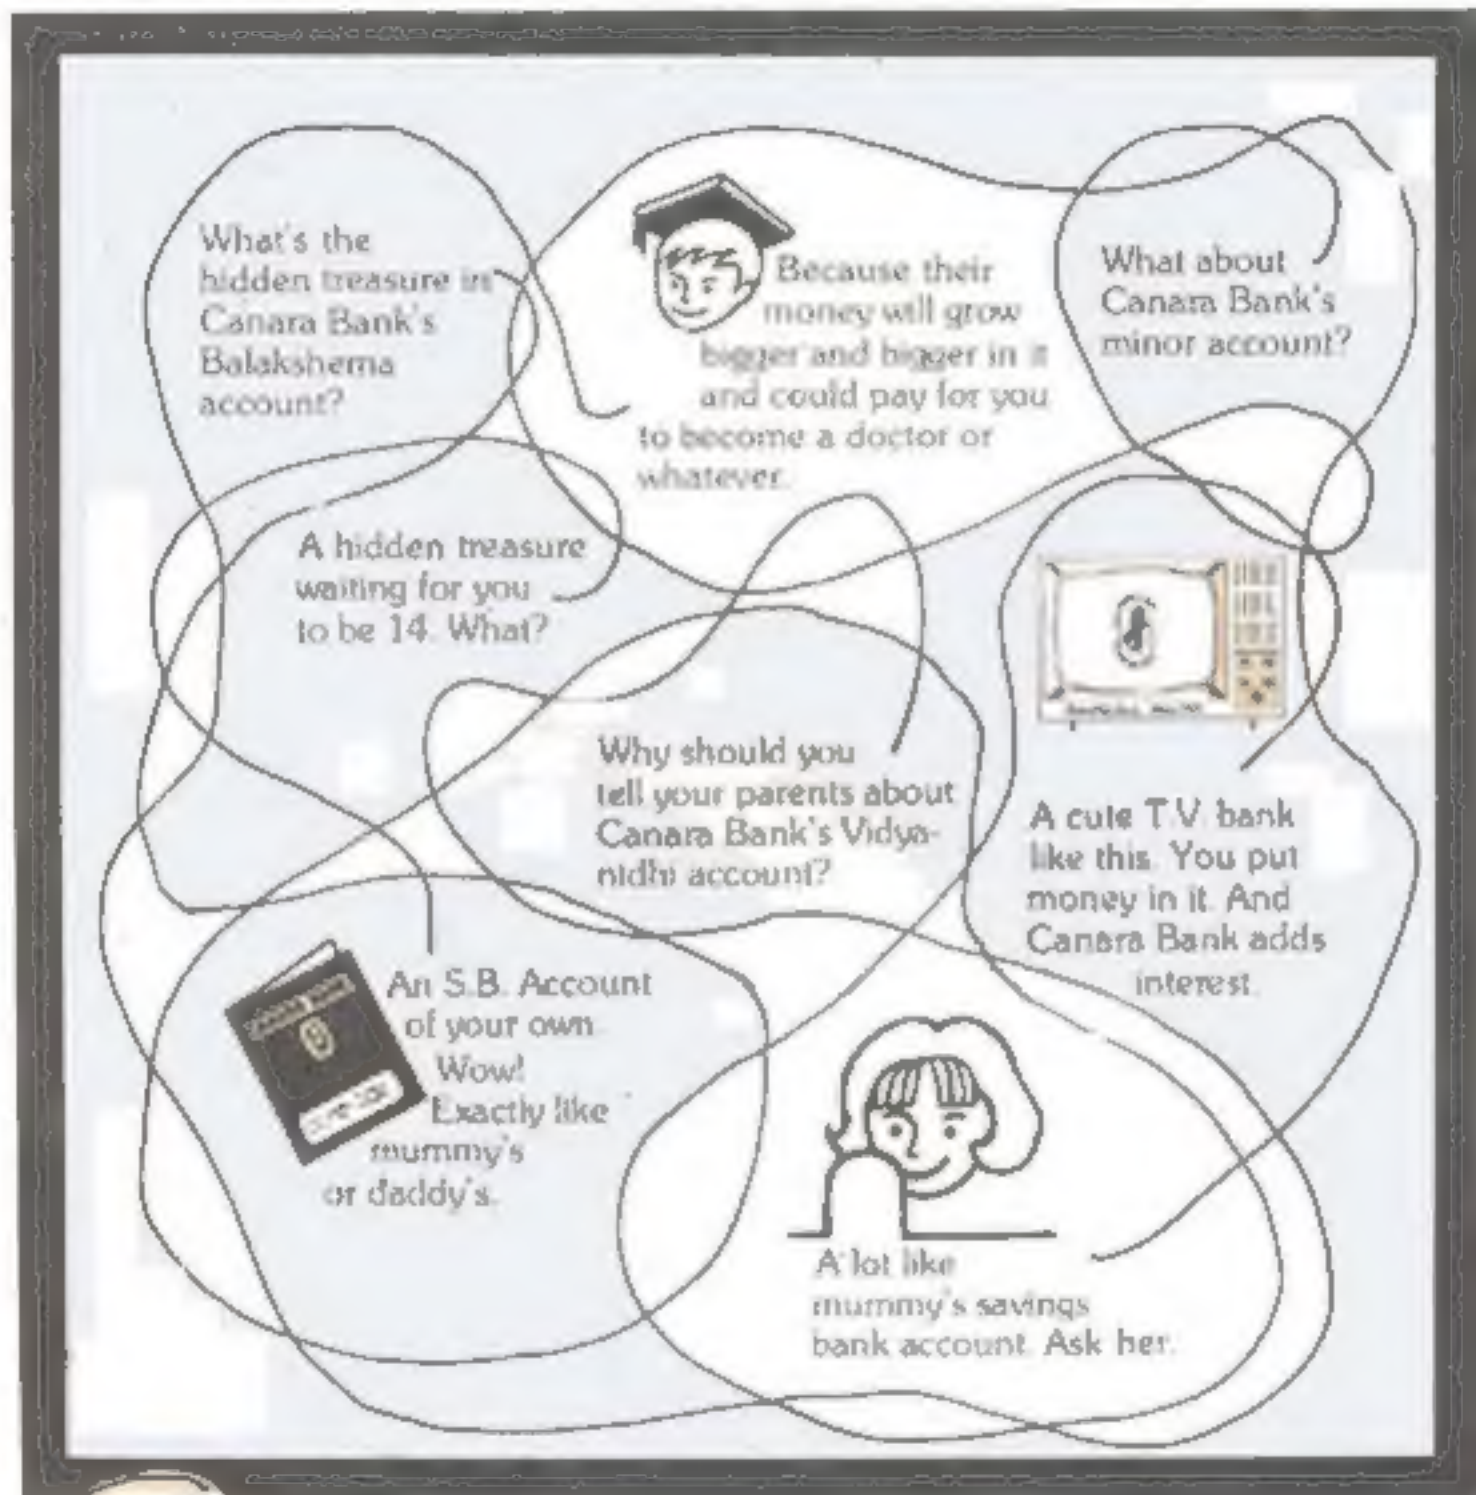 What's the
hidden treasure in
Canara Bank's
Balakshema
account?
Because their
money will grow
bigger and bigger in it
and could pay for you
to become a doctor or
whatever.
What about
Canara Bank's
minor account?
A hidden treasure
waiting for you
to be 14. What?
Why should you
tell your parents about
Canara Bank's Vidya-
nidhi account?
A cute T.V. bank
like this. You put
money in it. And
Canara Bank adds
interest.
An S.B. Account
of your own.
Wow!
Exactly like
mummy's
or daddy's.
A lot like
mummy's savings
bank account. Ask her.